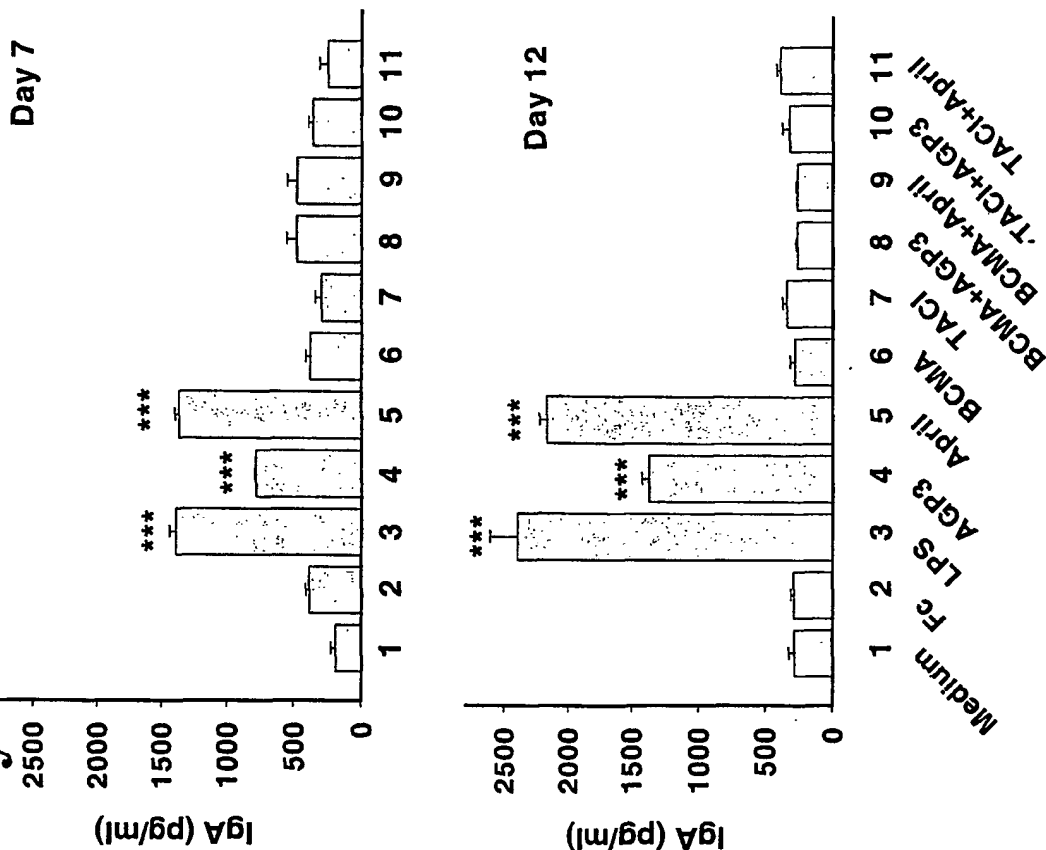 Day 7
IgA (pg/ml)
2500
2000
1500
1000
500
0
*** *** ***
1 2 3 4 5 6 7 8 9 10 11
Day 12
IgA (pg/ml)
2500
2000
1500
1000
500
0
*** *** ***
1 2 3 4 5 6 7 8 9 10 11
Medium
Fc
LPS
AGP3
April
BCMA
TACI
BCMA+AGP3
BCMA+April
TACI+AGP3
TACI+April